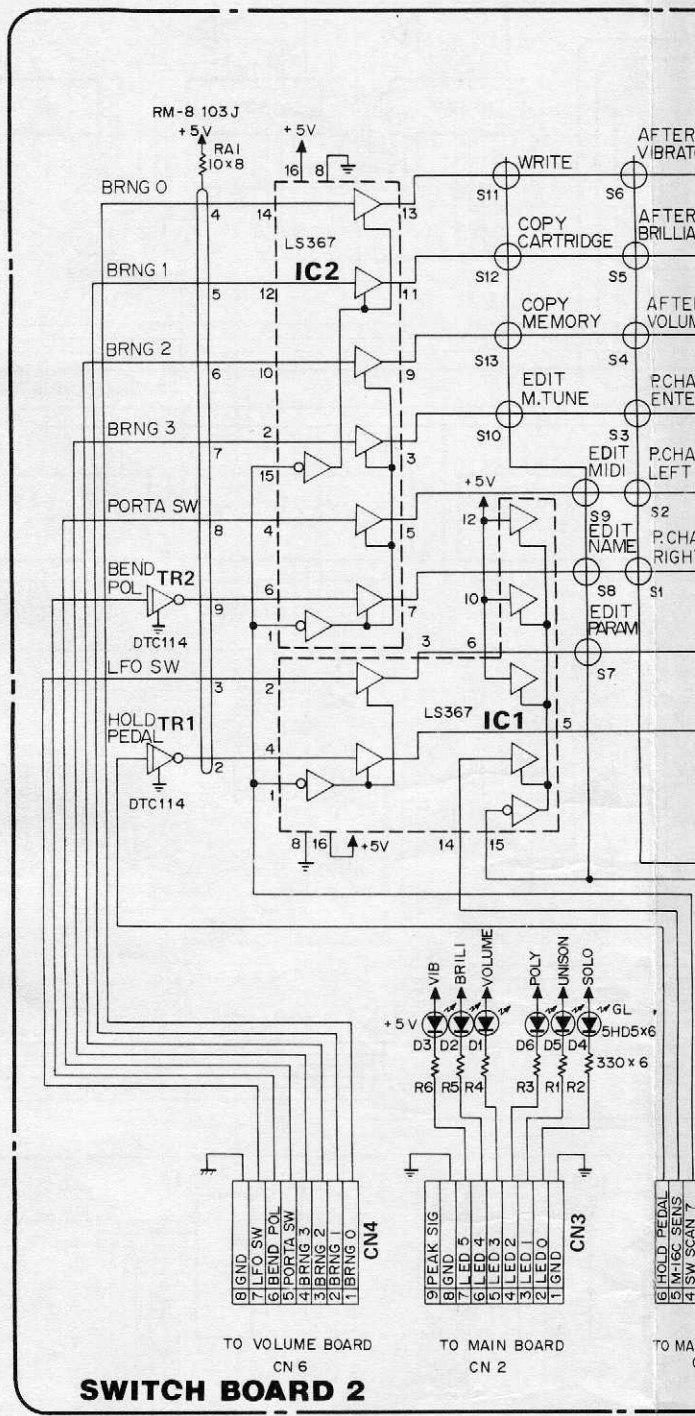 RM-8 103J
+5V
+5V
RA1
10×8
16
8
AFTER
VIBRATO
WRITE
S11
S6
BRNG 0
4
14
13
LS367
IC2
COPY
CARTRIDGE
AFTER
BRILLIA
S12
S5
BRNG 1
5
12
11
COPY
MEMORY
AFTE
VOLUM
S13
S4
BRNG 2
6
10
9
EDIT
M.TUNE
P.CHA
ENTE
S10
S3
BRNG 3
7
2
3
15
EDIT
MIDI
P.CHA
LEFT
+5V
S9
S2
PORTA SW
8
4
5
12
EDIT
NAME
P.CHA
RIGHT
BEND
POL
TR2
DTC114
9
6
7
1
10
S8
S1
EDIT
PARAM
LFO SW
3
2
3
6
S7
LS367
IC1
HOLD
PEDAL
TR1
DTC114
2
4
5
1
8
16
+5V
14
15
VIB
BRILI
VOLUME
POLY
UNISON
SOLO
+5V
D3
D2
D1
D6
D5
D4
GL
5HD5×6
330×6
R6
R5
R4
R3
R1
R2
8 GND
7 LFO SW
6 BEND POL
5 PORTA SW
4 BRNG 3
3 BRNG 2
2 BRNG 1
1 BRNG 0
CN4
9 PEAK SIG
8 GND
7 LED 5
6 LED 4
5 LED 3
4 LED 2
3 LED 1
2 LED 0
1 GND
CN3
6 HOLD PEDAL
5 M-16C SENS
4 SW SCAN 7
TO VOLUME BOARD
CN 6
TO MAIN BOARD
CN 2
TO MA
SWITCH BOARD 2